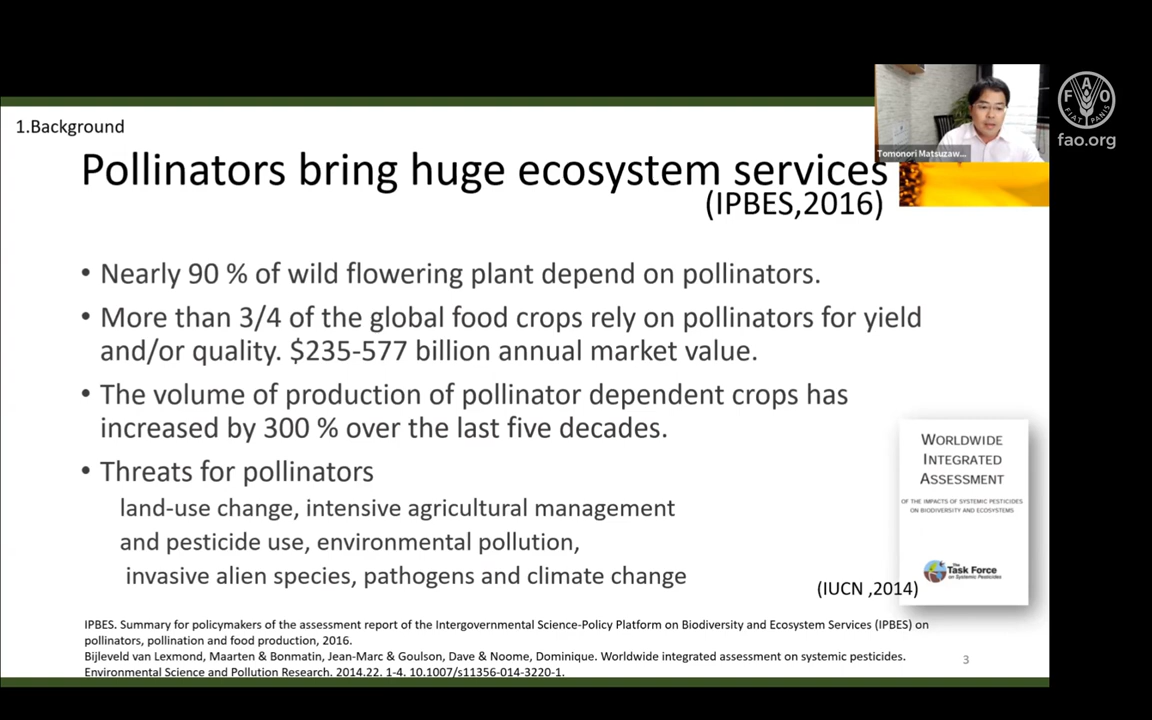 1.Background
Pollinators bring huge ecosystem services
(IPBES,2016)
• Nearly 90 % of wild flowering plant depend on pollinators.
• More than 3/4 of the global food crops rely on pollinators for yield
and/or quality. $235-577 billion annual market value.
• The volume of production of pollinator dependent crops has
increased by 300 % over the last five decades.
• Threats for pollinators
land-use change, intensive agricultural management
and pesticide use, environmental pollution,
invasive alien species, pathogens and climate change
(IUCN ,2014)
IPBES. Summary for policymakers of the assessment report of the Intergovernmental Science-Policy Platform on Biodiversity and Ecosystem Services (IPBES) on
pollinators, pollination and food production, 2016.
Bijleveld van Lexmond, Maarten & Bonmatin, Jean-Marc & Goulson, Dave & Noome, Dominique. Worldwide integrated assessment on systemic pesticides.
Environmental Science and Pollution Research. 2014.22. 1-4. 10.1007/s11356-014-3220-1.
3
WORLDWIDE
INTEGRATED
ASSESSMENT
OF THE IMPACTS OF SYSTEMIC PESTICIDES
ON BIODIVERSITY AND ECOSYSTEMS
The
Task Force
on Systemic Pesticides
Tomonori Matsuzaw...
F A O
FIAT PANIS
fao.org